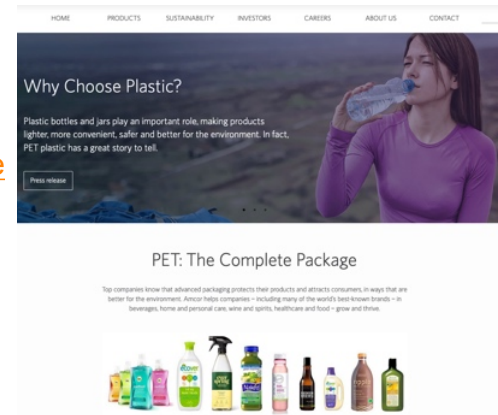 HOME PRODUCTS SUSTAINABILITY INVESTORS CAREERS ABOUT US CONTACT
Why Choose Plastic?
Plastic bottles and jars play an important role, making products
lighter, more convenient, safer and better for the environment. In fact,
PET plastic has a great story to tell.
e
Press release
PET: The Complete Package
Top companies know that advanced packaging protects their products and attracts consumers, in ways that are
better for the environment. Amcor helps companies – including many of the world's best-known brands – in
beverages, home and personal care, wine and spirits, healthcare and food – grow and thrive.